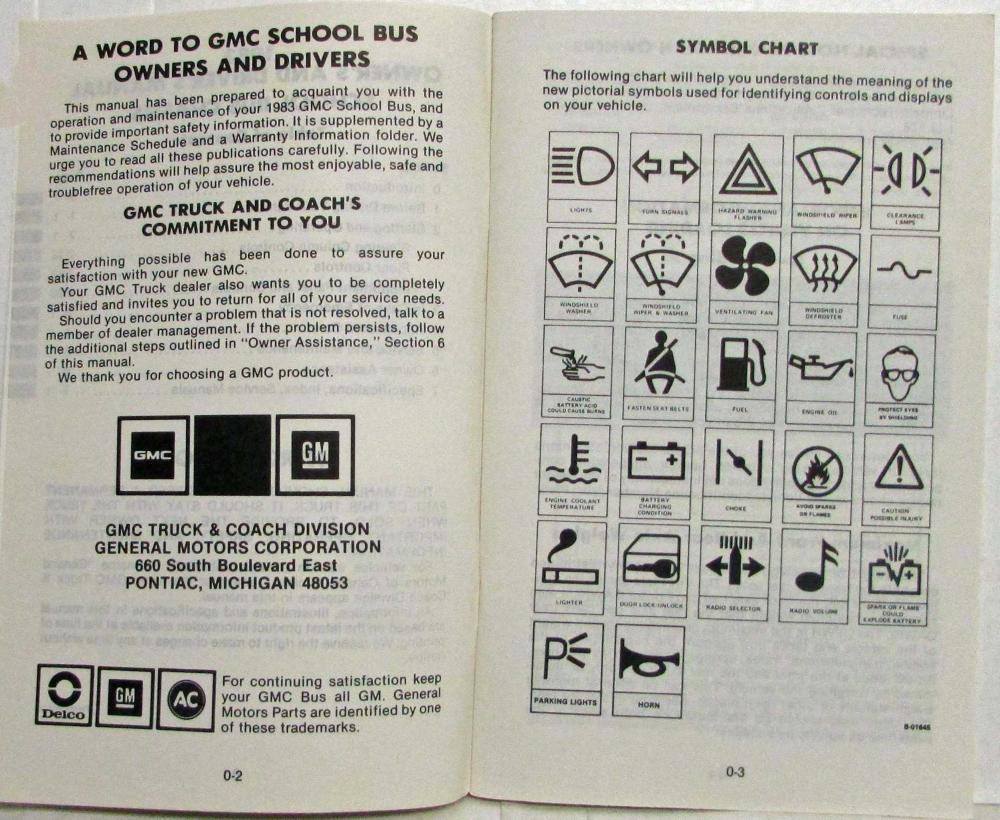 A WORD TO GMC SCHOOL BUS
OWNERS AND DRIVERS
This manual has been prepared to acquaint you with the
operation and maintenance of your 1983 GMC School Bus, and
to provide important safety information. It is supplemented by a
Maintenance Schedule and a Warranty Information folder. We
urge you to read all these publications carefully. Following the
recommendations will help assure the most enjoyable, safe and
troublefree operation of your vehicle.
GMC TRUCK AND COACH'S
COMMITMENT TO YOU
Everything possible has been done to assure your
satisfaction with your new GMC.
Your GMC Truck dealer also wants you to be completely
satisfied and invites you to return for all of your service needs.
Should you encounter a problem that is not resolved, talk to a
member of dealer management. If the problem persists, follow
the additional steps outlined in "Owner Assistance," Section 6
of this manual.
We thank you for choosing a GMC product.
GMC GM
GMC TRUCK & COACH DIVISION
GENERAL MOTORS CORPORATION
660 South Boulevard East
PONTIAC, MICHIGAN 48053
Delco GM AC
For continuing satisfaction keep
your GMC Bus all GM. General
Motors Parts are identified by one
of these trademarks.
0-2
SYMBOL CHART
The following chart will help you understand the meaning of the
new pictorial symbols used for identifying controls and displays
on your vehicle.
LIGHTS
TURN SIGNALS
HAZARD WARNING
FLASHER
WINDSHIELD WIPER
CLEARANCE
LAMPS
WINDSHIELD
WASHER
WINDSHIELD
WIPER & WASHER
VENTILATING FAN
WINDSHIELD
DEFROSTER
FUSE
CAUSTIC
BATTERY ACID
COULD CAUSE BURNS
FASTEN SEAT BELTS
FUEL
ENGINE OIL
PROTECT EYES
BY SHIELDING
ENGINE COOLANT
TEMPERATURE
BATTERY
CHARGING
CONDITION
CHOKE
AVOID SPARKS
OR FLAMES
CAUTION
POSSIBLE INJURY
LIGHTER
DOOR LOCK/UNLOCK
RADIO SELECTOR
RADIO VOLUME
SPARK OR FLAME
COULD
EXPLODE BATTERY
P
PARKING LIGHTS
HORN
B-01645
0-3